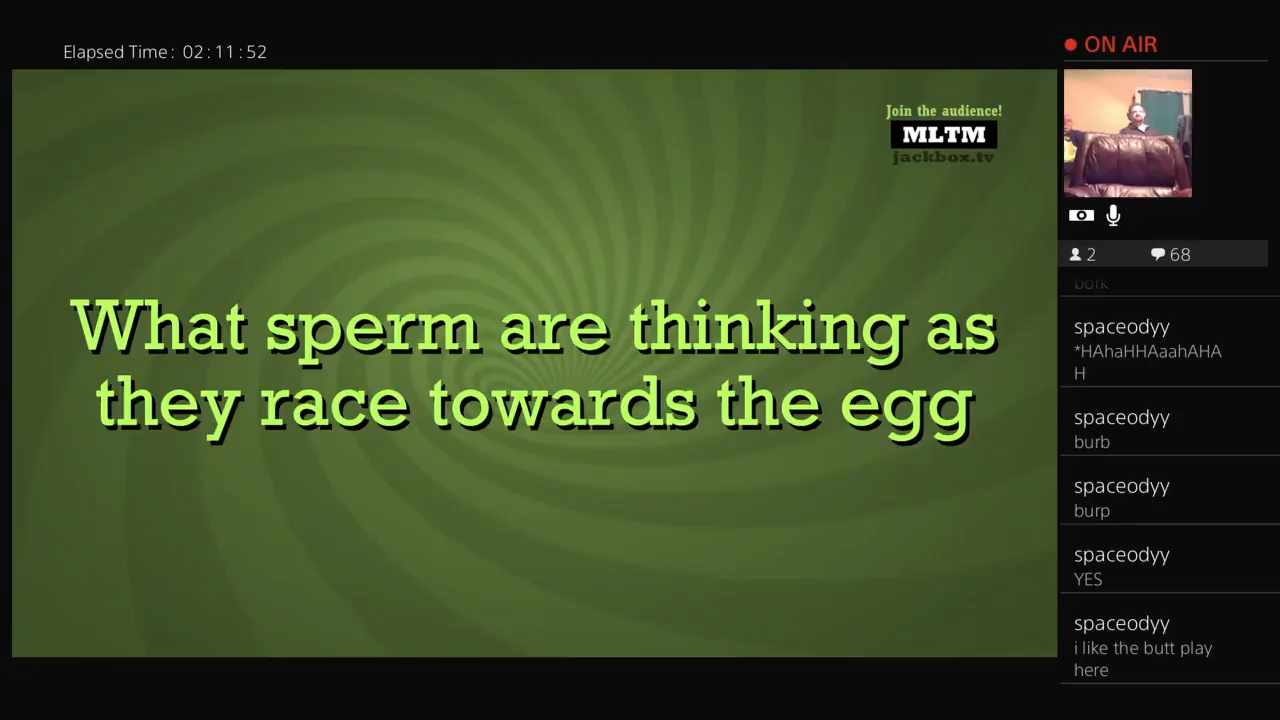 Elapsed Time: 02:11:52
ON AIR
Join the audience!
MLTM
jackbox.tv
What sperm are thinking as
they race towards the egg
2
68
bork
spaceodyy
*HAhaHHAaahAHA
H
spaceodyy
burb
spaceodyy
burp
spaceodyy
YES
spaceodyy
i like the butt play
here